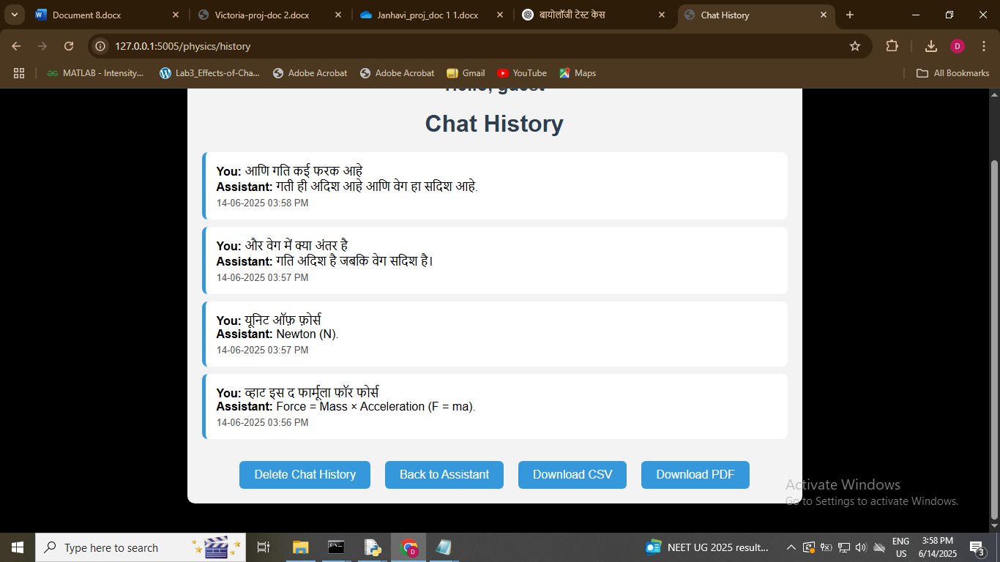 Document 8.docx
Victoria-proj-doc 2.docx
Janhavi_proj_doc 1 1.docx
बायोलॉजी टेस्ट केस
Chat History
127.0.0.1:5005/physics/history
D
MATLAB - Intensity...
Lab3_Effects-of-Cha...
Adobe Acrobat
Adobe Acrobat
Gmail
YouTube
Maps
All Bookmarks
Hello, guest
Chat History
You: आणि गति कई फरक आहे
Assistant: गती ही अदिश आहे आणि वेग हा सदिश आहे.
14-06-2025 03:58 PM
You: और वेग में क्या अंतर है
Assistant: गति अदिश है जबकि वेग सदिश है।
14-06-2025 03:57 PM
You: यूनिट ऑफ़ फ़ोर्स
Assistant: Newton (N).
14-06-2025 03:57 PM
You: व्हाट इस द फार्मूला फॉर फोर्स
Assistant: Force = Mass × Acceleration (F = ma).
14-06-2025 03:56 PM
Delete Chat History
Back to Assistant
Download CSV
Download PDF
Activate Windows
Go to Settings to activate Windows.
Type here to search
D
NEET UG 2025 result...
ENG
US
3:58 PM
6/14/2025
3